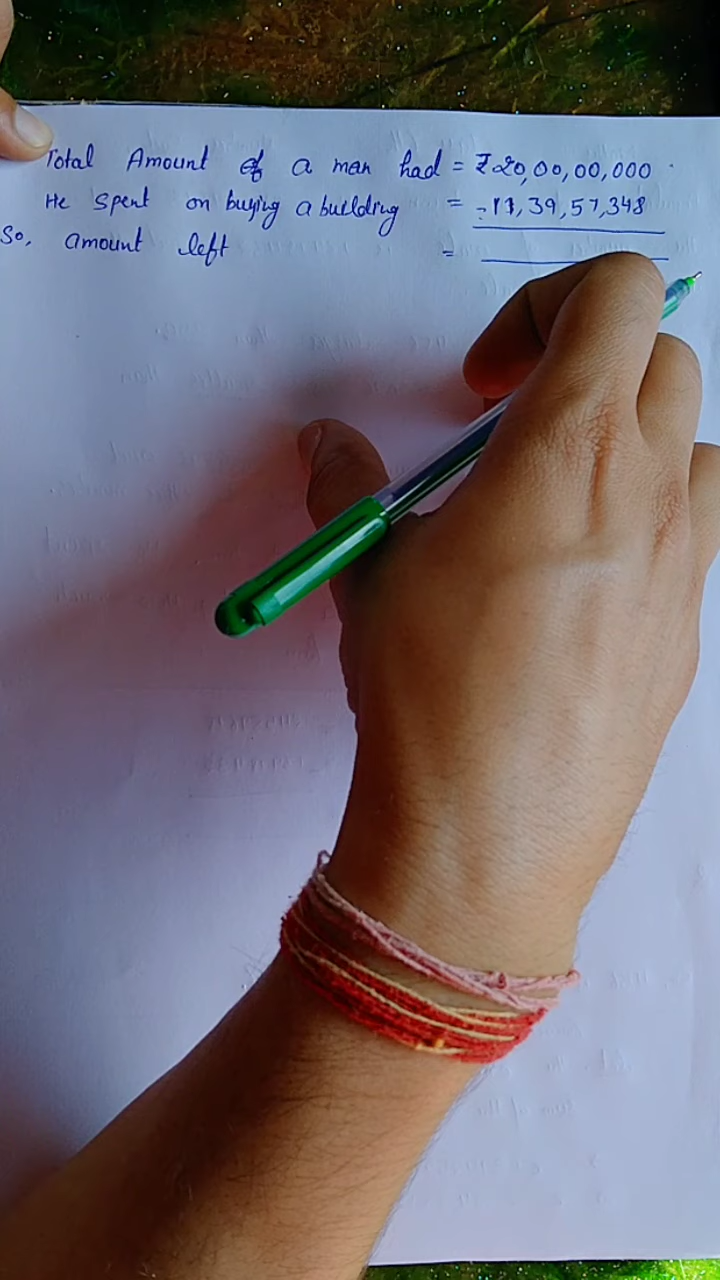 Total Amount of a man had = ₹20,00,00,000
He spent on buying a building = -11,39,57,348
So, amount left =